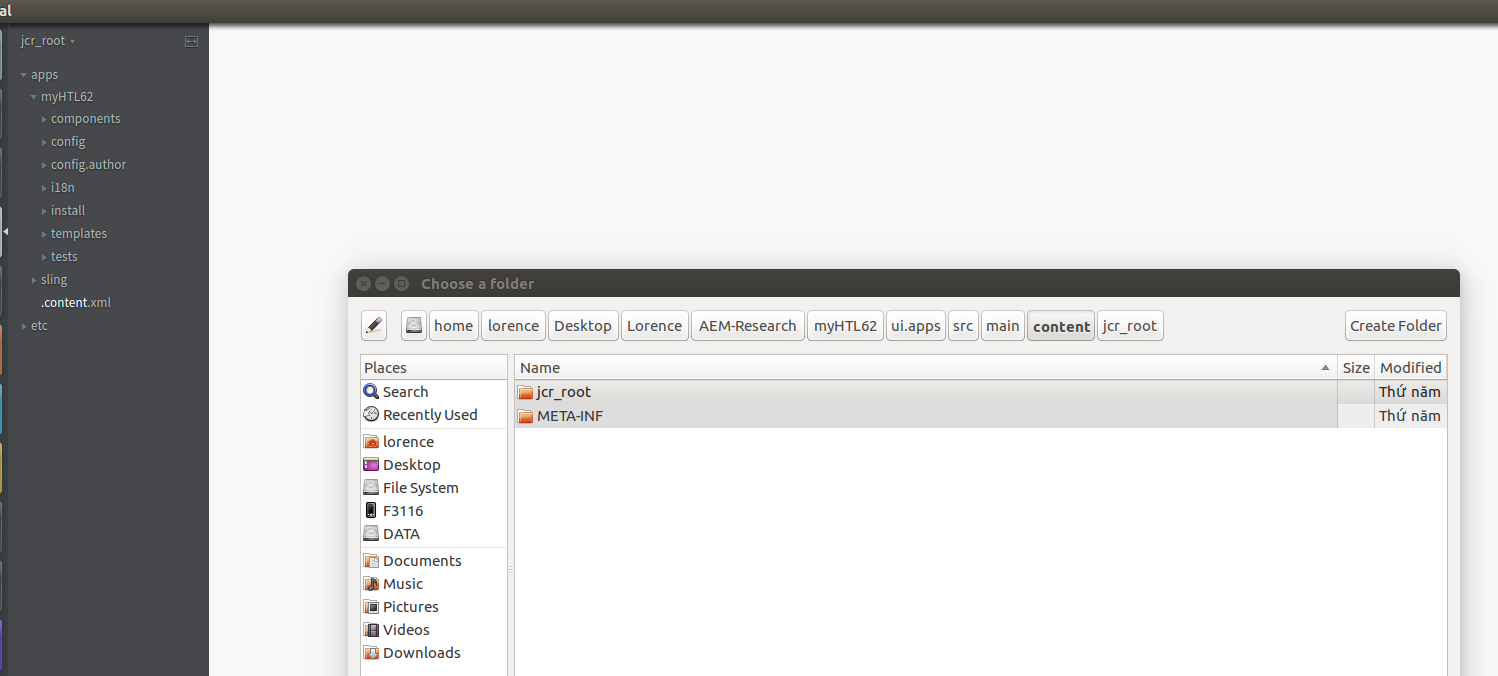 al
jcr_root
apps
myHTL62
components
config
config.author
i18n
install
templates
tests
sling
.content.xml
etc
Choose a folder
home lorence Desktop Lorence AEM-Research myHTL62 ui.apps src main content jcr_root Create Folder
Places
Search
Recently Used
lorence
Desktop
File System
F3116
DATA
Documents
Music
Pictures
Videos
Downloads
Name Size Modified
jcr_root Thứ năm
META-INF Thứ năm